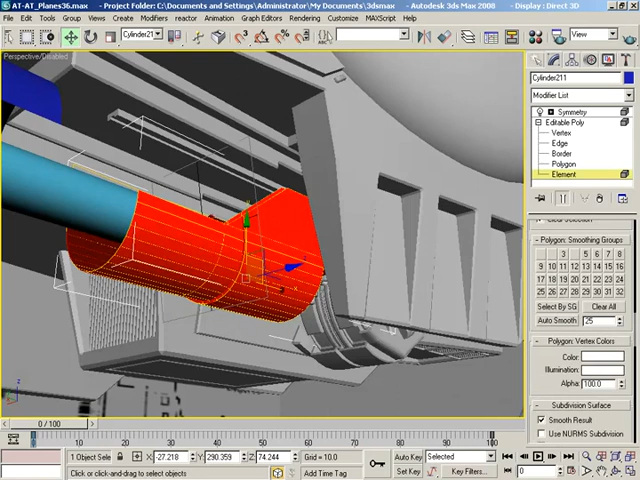 AT-AT_Planes36.max - Project Folder: C:\Documents and Settings\Administrator\My Documents\3dsmax - Autodesk 3ds Max 2008 - Display : Direct 3D
File Edit Tools Group Views Create Modifiers reactor Animation Graph Editors Rendering Customize MAXScript Help
Cylinder21
View
Perspective/Disabled
Cylinder211
Modifier List
Symmetry
Editable Poly
Vertex
Edge
Border
Polygon
Element
Polygon: Smoothing Groups
3 5 6 7 8
9 10 11 12 13 14 15 16
17 18 19 20 21 22 23 24
25 26 27 28 29 30 31 32
Select By SG Clear All
Auto Smooth 25
Polygon: Vertex Colors
Color:
Illumination:
Alpha: 100.0
Subdivision Surface
Smooth Result
Use NURMS Subdivision
0 / 100
0 10 20 30 40 50 60 70 80 90 100
1 Object Sele X: -27.218 Y: 290.359 Z: 74.244 Grid = 10.0 Auto Key Selected
Click or click-and-drag to select objects Add Time Tag Set Key Key Filters... 0